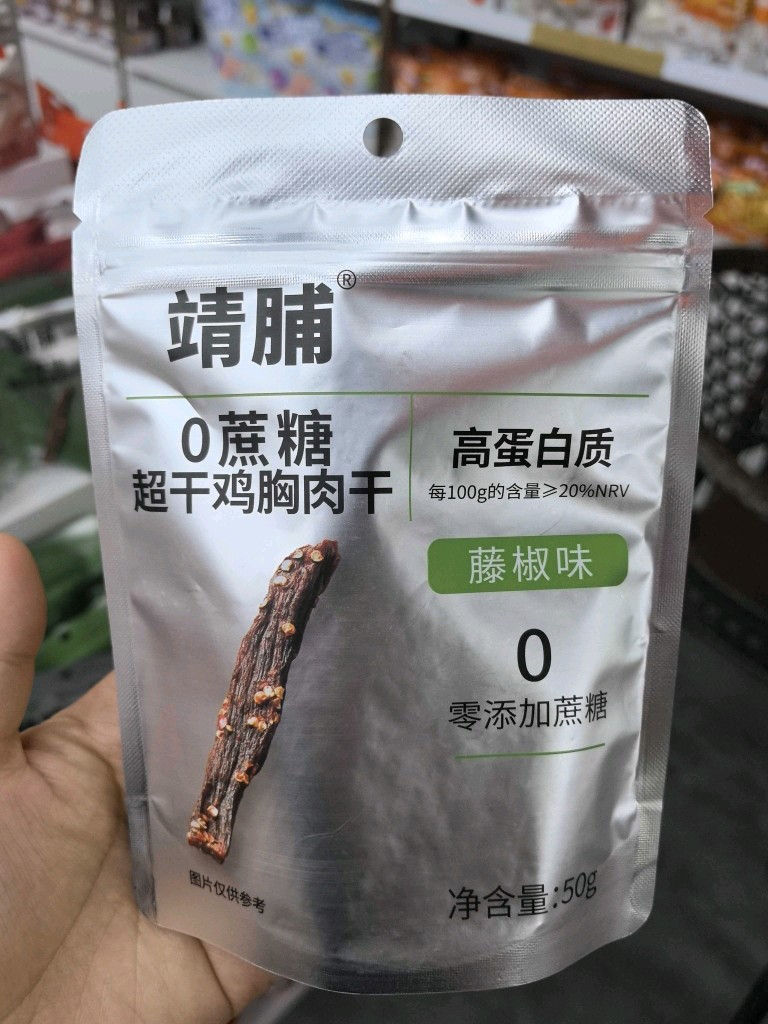 靖脯®
0蔗糖
超干鸡胸肉干
高蛋白质
每100g的含量≥20%NRV
藤椒味
0
零添加蔗糖
图片仅供参考
净含量:50g